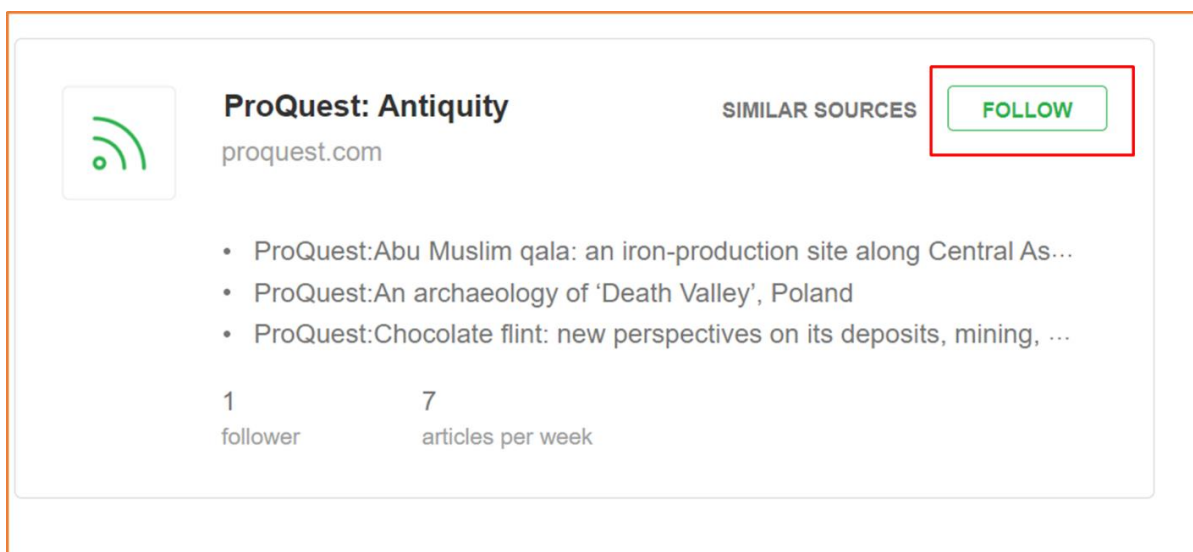 ProQuest: Antiquity
SIMILAR SOURCES
FOLLOW
proquest.com
• ProQuest:Abu Muslim qala: an iron-production site along Central As...
• ProQuest:An archaeology of ‘Death Valley’, Poland
• ProQuest:Chocolate flint: new perspectives on its deposits, mining, ...
1 7
follower articles per week